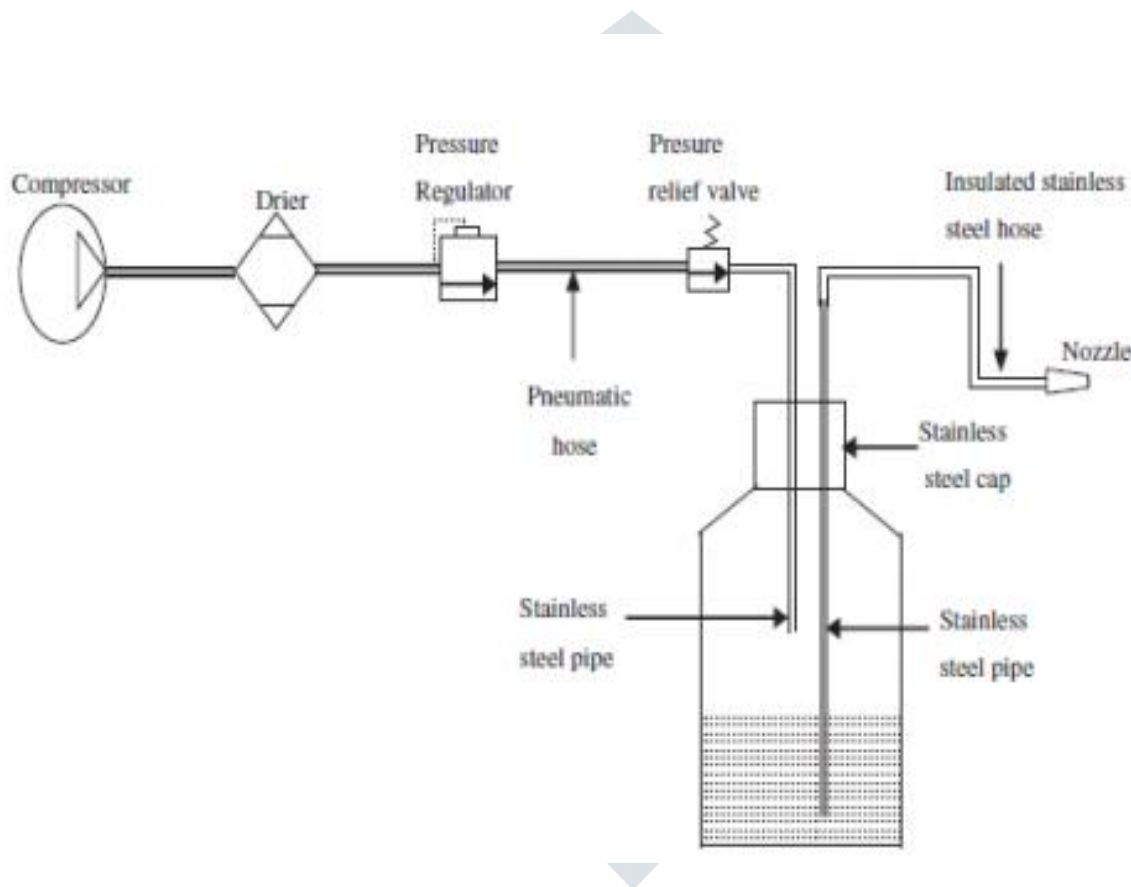 Compressor
Drier
Pressure
Regulator
Presure
relief valve
Insulated stainless
steel hose
Nozzle
Pneumatic
hose
Stainless
steel cap
Stainless
steel pipe
Stainless
steel pipe